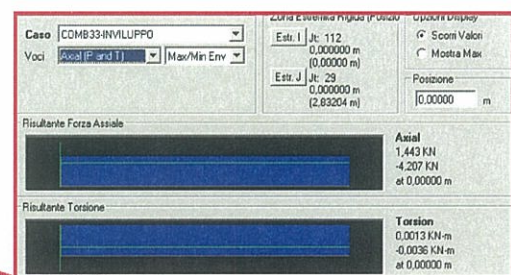 Caso COMB33-INVILUPPO
Voci Axial (P and T) Max/Min Env
Zona Estremità Rigida (Posizio
Estr. I Jt: 112
0,000000 m
(0,00000 m)
Estr. J Jt: 29
0,000000 m
(2,83204 m)
Opzioni Display
Scorri Valori
Mostra Max
Posizione
0,00000 m
Risultante Forza Assiale
Axial
1,443 KN
-4,207 KN
at 0,00000 m
Risultante Torsione
Torsion
0,0013 KN-m
-0,0036 KN-m
at 0,00000 m